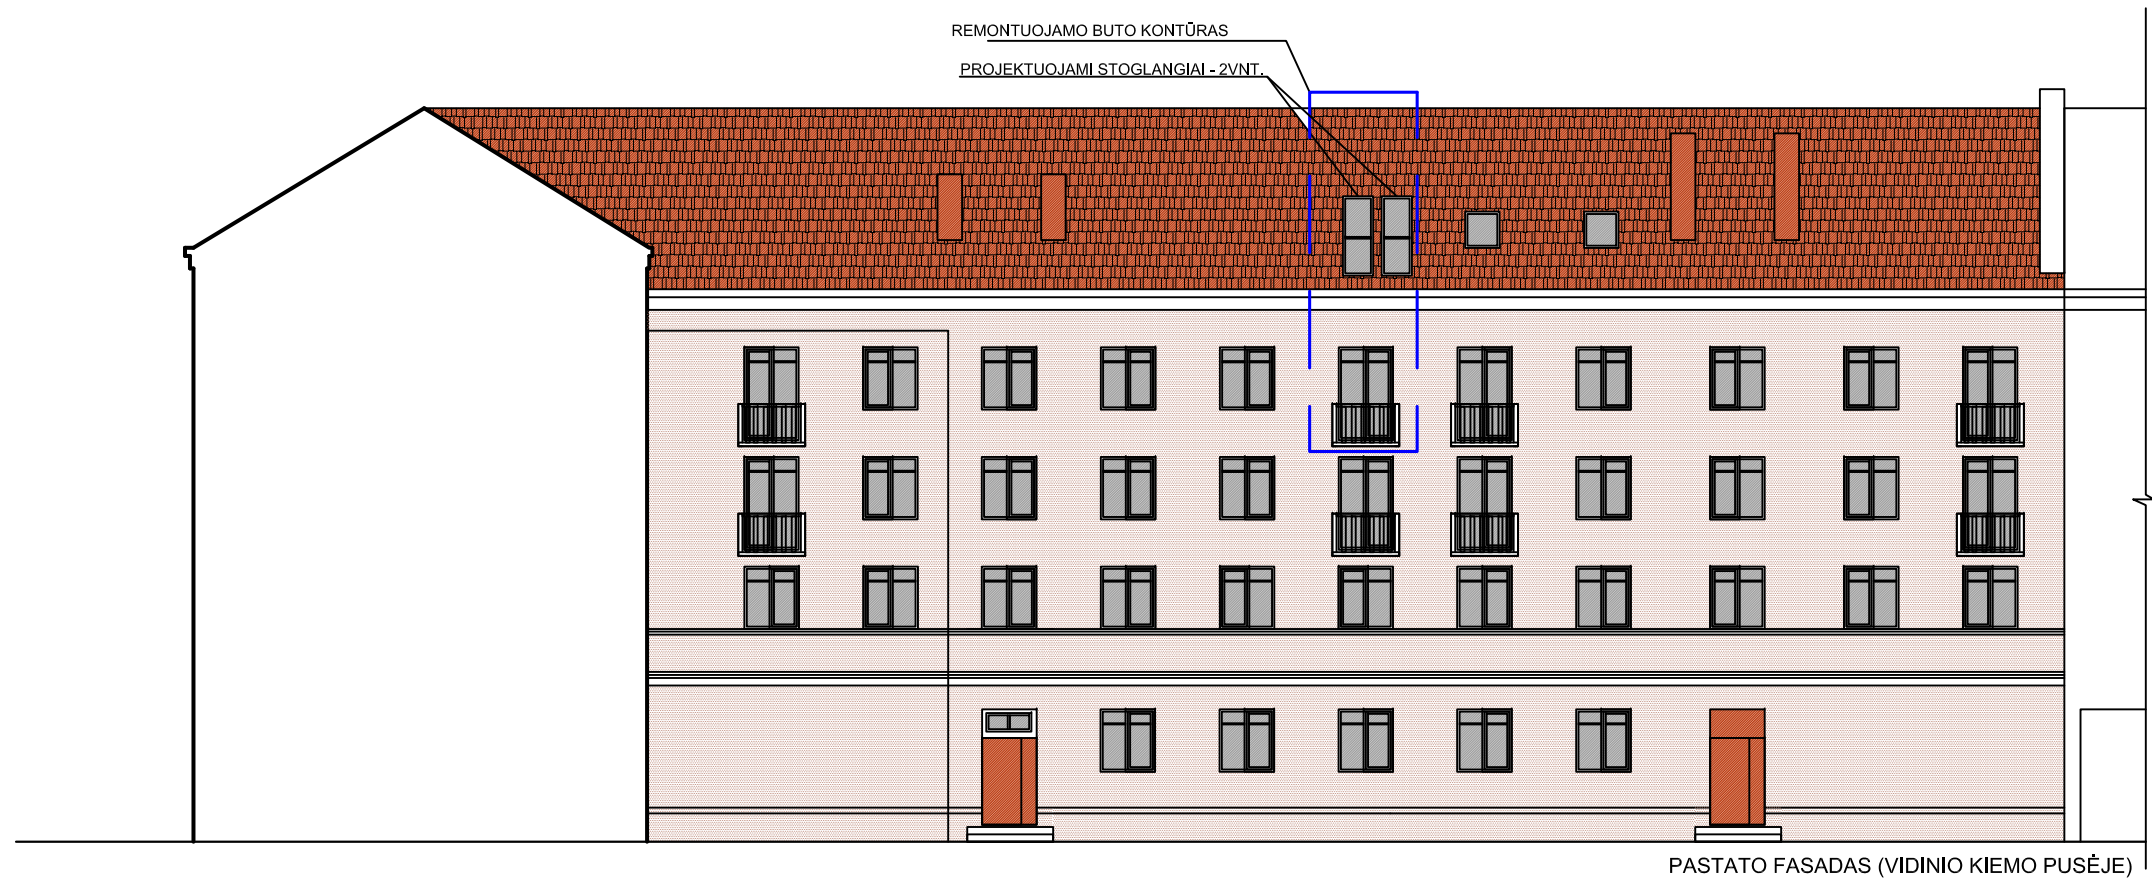 REMONTUOJAMO BUTO KONTŪRAS
PROJEKTUOJAMI STOGLANGIAI - 2VNT.
PASTATO FASADAS (VIDINIO KIEMO PUSĖJE)